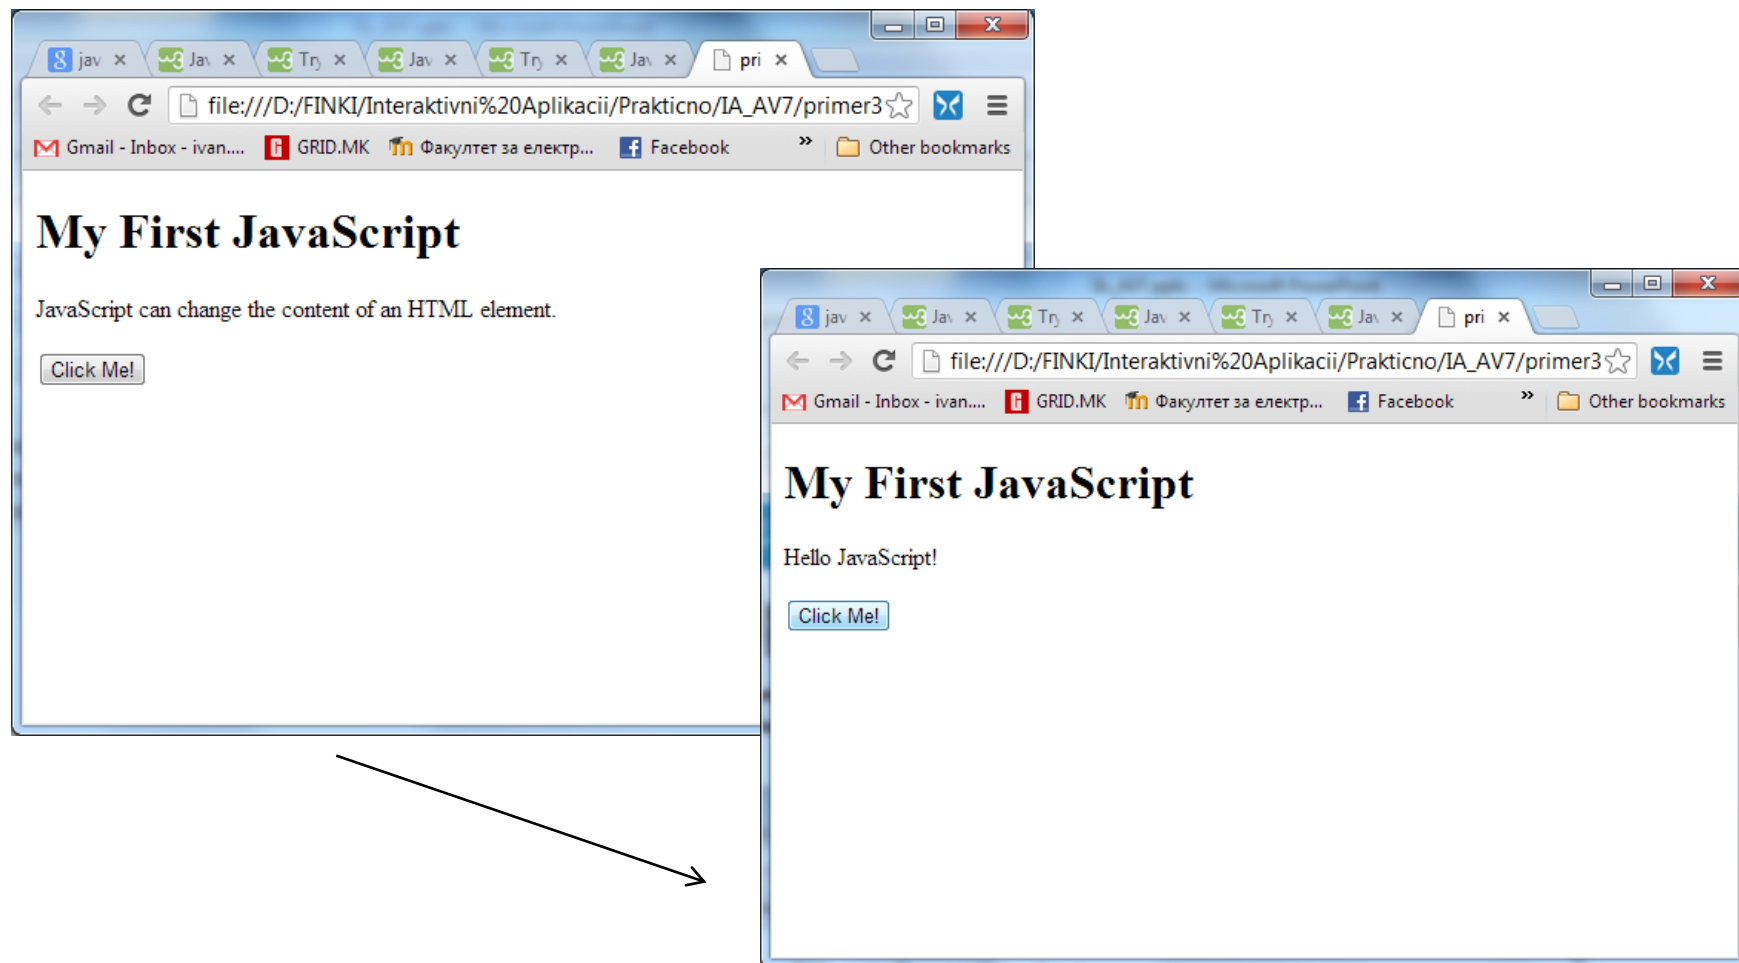 jav Jav Try Jav Try Jav pri
file:///D:/FINKI/Interaktivni%20Aplikacii/Prakticno/IA_AV7/primer3
Gmail - Inbox - ivan.... GRID.MK Факултет за електр... Facebook » Other bookmarks
My First JavaScript
JavaScript can change the content of an HTML element.
Click Me!
jav Jav Try Jav Try Jav pri
file:///D:/FINKI/Interaktivni%20Aplikacii/Prakticno/IA_AV7/primer3
Gmail - Inbox - ivan.... GRID.MK Факултет за електр... Facebook » Other bookmarks
My First JavaScript
Hello JavaScript!
Click Me!